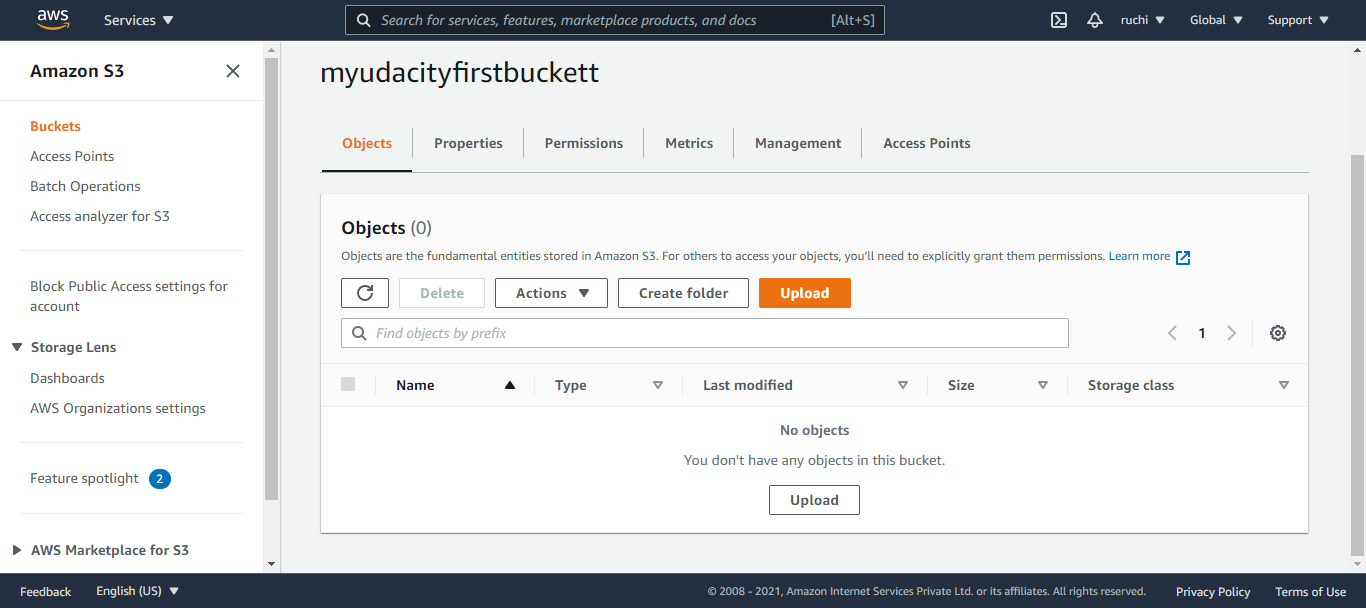 aws Services Search for services, features, marketplace products, and docs [Alt+S] ruchi Global Support
Amazon S3
Buckets
Access Points
Batch Operations
Access analyzer for S3
Block Public Access settings for
account
Storage Lens
Dashboards
AWS Organizations settings
Feature spotlight 2
AWS Marketplace for S3
myudacityfirstbuckett
Objects Properties Permissions Metrics Management Access Points
Objects (0)
Objects are the fundamental entities stored in Amazon S3. For others to access your objects, you'll need to explicitly grant them permissions. Learn more
Delete Actions Create folder Upload
Find objects by prefix 1
Name Type Last modified Size Storage class
No objects
You don't have any objects in this bucket.
Upload
Feedback English (US) © 2008 - 2021, Amazon Internet Services Private Ltd. or its affiliates. All rights reserved. Privacy Policy Terms of Use